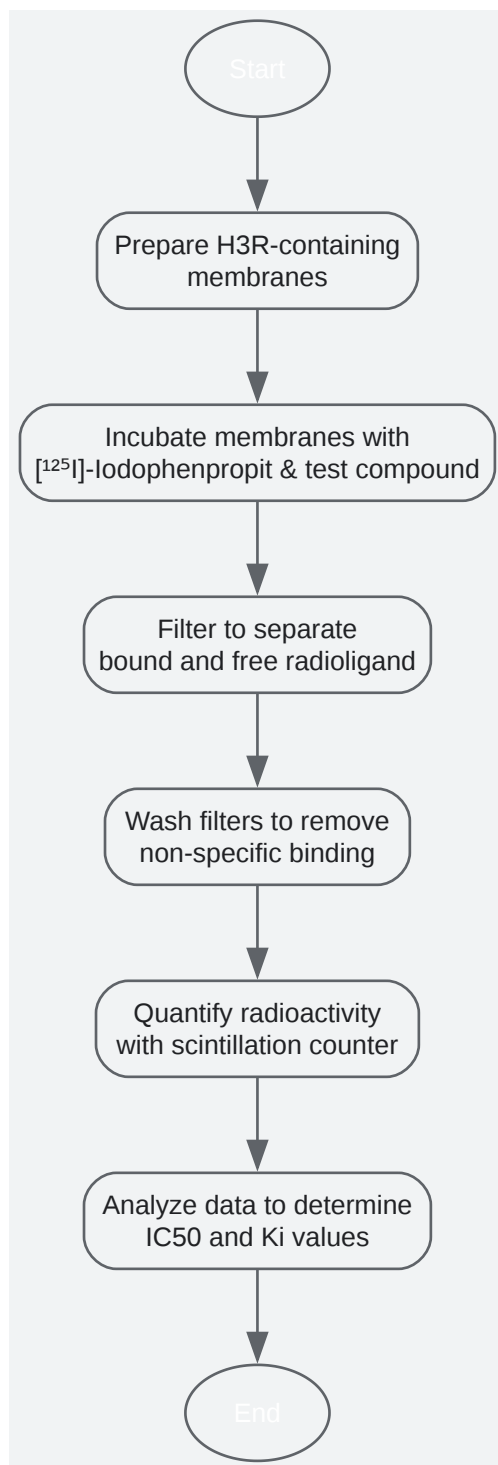 Start
Prepare H3R-containing
membranes
Incubate membranes with
[¹²⁵I]-Iodophenpropit & test compound
Filter to separate
bound and free radioligand
Wash filters to remove
non-specific binding
Quantify radioactivity
with scintillation counter
Analyze data to determine
IC50 and Ki values
End